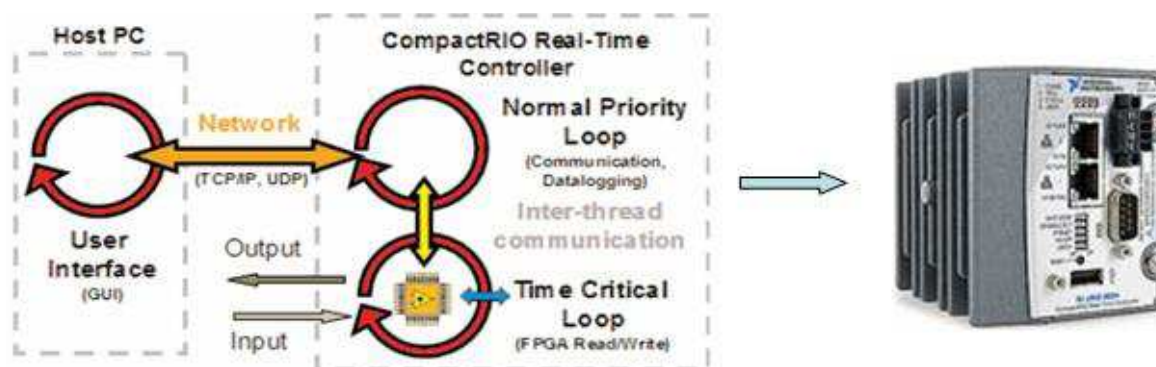 Host PC
CompactRIO Real-Time
Controller
Normal Priority
Loop
(Communication,
Datalogging)
Network
(TCP/IP, UDP)
Inter-thread
communication
User
Interface
(GUI)
Output
Input
Time Critical
Loop
(FPGA Read/Write)